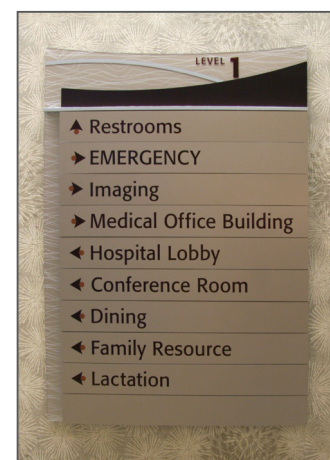 LEVEL 1
Restrooms
EMERGENCY
Imaging
Medical Office Building
Hospital Lobby
Conference Room
Dining
Family Resource
Lactation